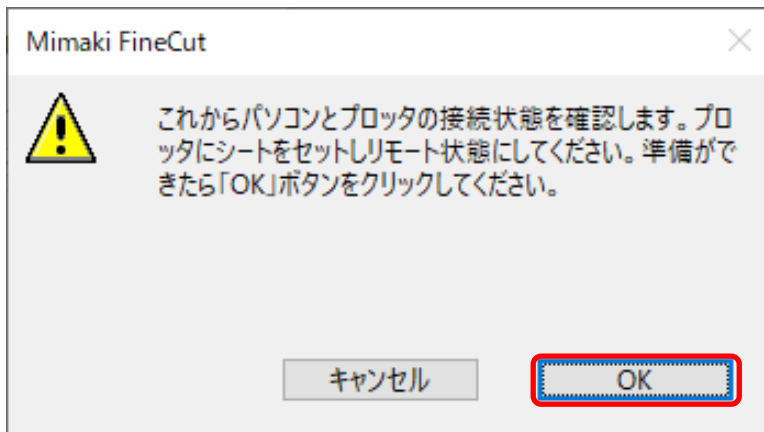 Mimaki FineCut
これからパソコンとプロッタの接続状態を確認します。プロ
ッタにシートをセットしリモート状態にしてください。準備がで
きたら「OK」ボタンをクリックしてください。
キャンセル
OK